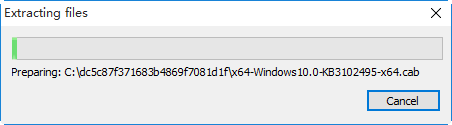 Extracting files
Preparing: C:\dc5c87f371683b4869f7081d1f\x64-Windows10.0-KB3102495-x64.cab
Cancel